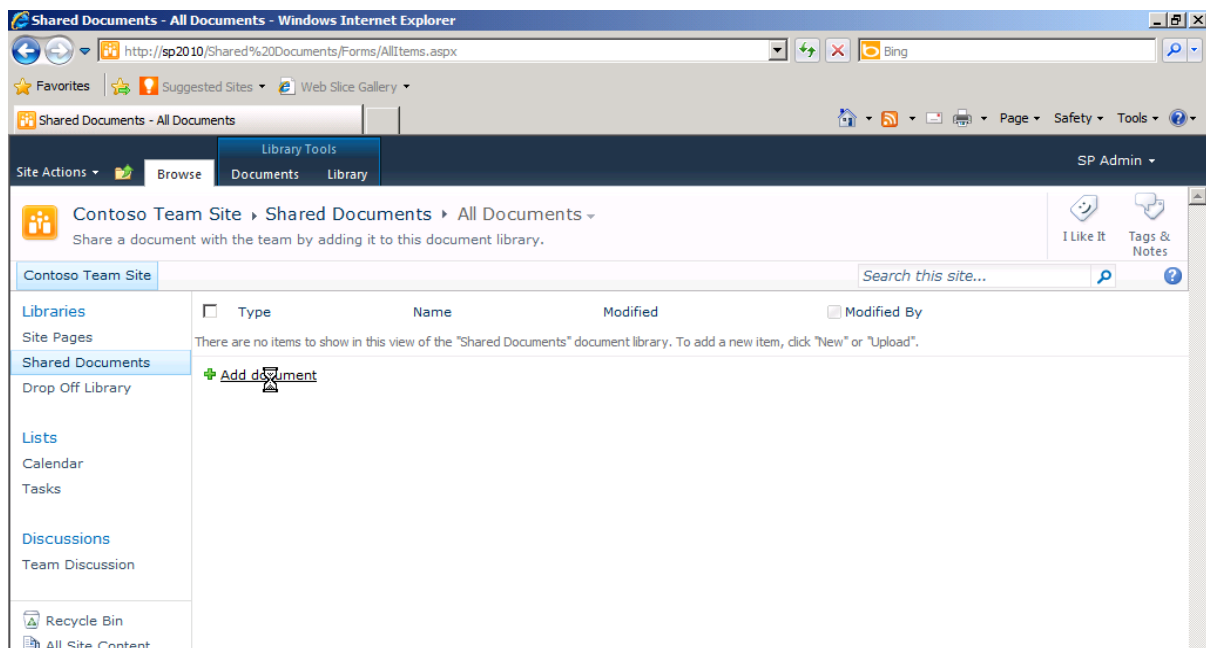 Shared Documents - All Documents - Windows Internet Explorer
http://sp2010/Shared%20Documents/Forms/AllItems.aspx
Bing
Favorites
Suggested Sites
Web Slice Gallery
Shared Documents - All Documents
Page
Safety
Tools
Library Tools
Site Actions
Browse
Documents
Library
SP Admin
Contoso Team Site
Shared Documents
All Documents
Share a document with the team by adding it to this document library.
I Like It
Tags &
Notes
Contoso Team Site
Search this site...
Libraries
Site Pages
Shared Documents
Drop Off Library
Lists
Calendar
Tasks
Discussions
Team Discussion
Recycle Bin
All Site Content
Type
Name
Modified
Modified By
There are no items to show in this view of the "Shared Documents" document library. To add a new item, click "New" or "Upload".
Add document